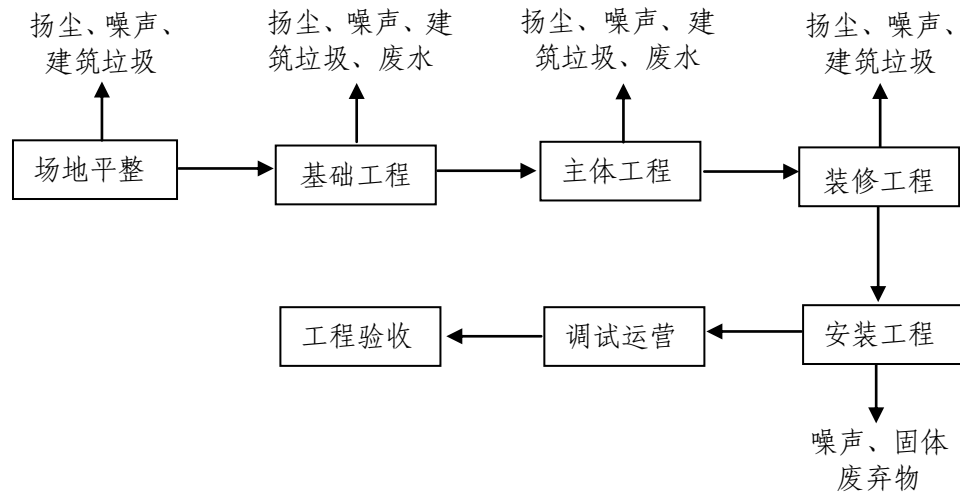 扬尘、噪声、
建筑垃圾
扬尘、噪声、建
筑垃圾、废水
扬尘、噪声、建
筑垃圾、废水
扬尘、噪声、
建筑垃圾
场地平整
基础工程
主体工程
装修工程
工程验收
调试运营
安装工程
噪声、固体
废弃物